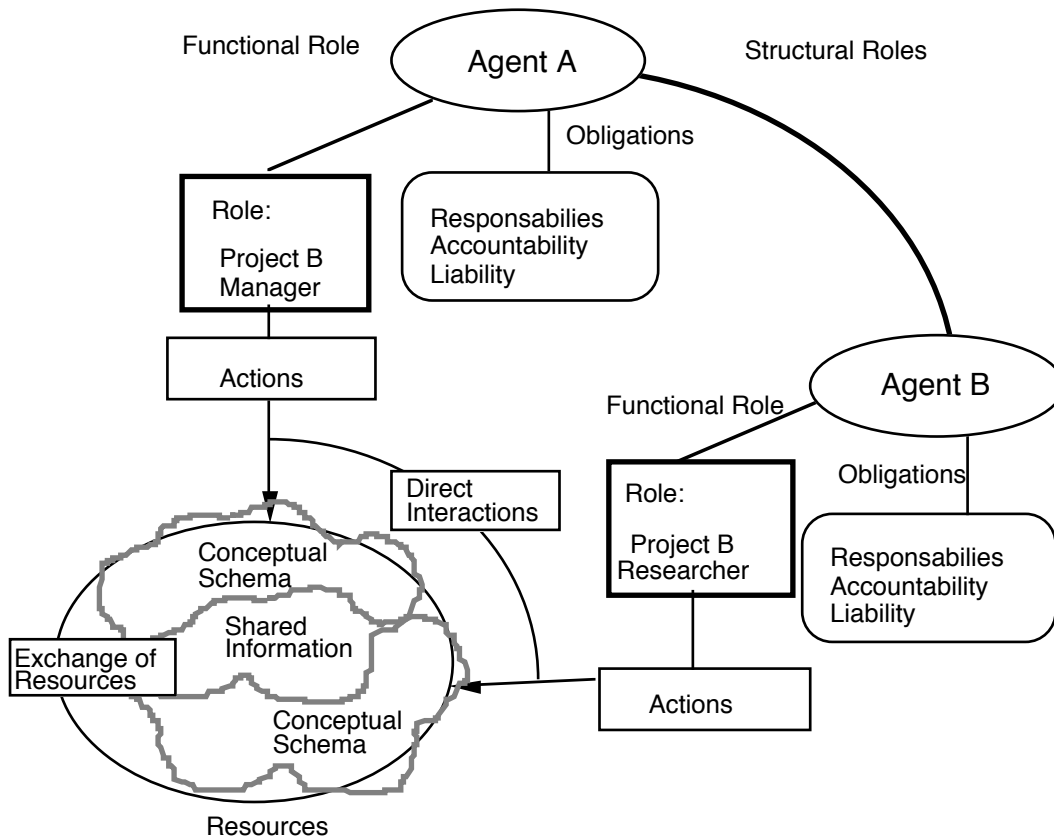 Functional Role
Agent A
Structural Roles
Obligations
Role:
Project B
Manager
Responsabilies
Accountability
Liability
Actions
Agent B
Functional Role
Obligations
Direct
Interactions
Role:
Project B
Researcher
Responsabilies
Accountability
Liability
Conceptual
Schema
Shared
Information
Exchange of
Resources
Actions
Conceptual
Schema
Resources